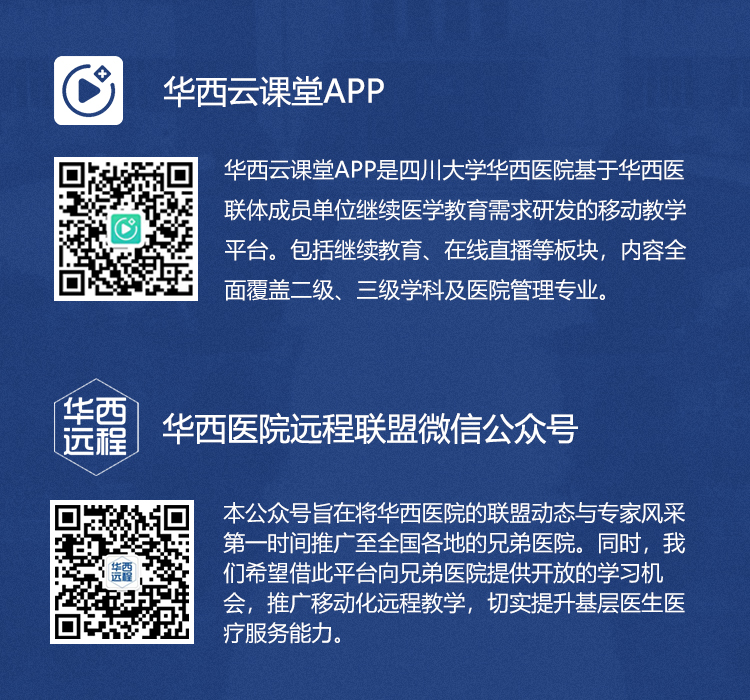 华西云课堂APP
华西云课堂APP是四川大学华西医院基于华西医
联体成员单位继续医学教育需求研发的移动教学
平台。包括继续教育、在线直播等板块，内容全
面覆盖二级、三级学科及医院管理专业。
华西
远程
华西医院远程联盟微信公众号
华西
远程
本公众号旨在将华西医院的联盟动态与专家风采
第一时间推广至全国各地的兄弟医院。同时，我
们希望借此平台向兄弟医院提供开放的学习机
会，推广移动化远程教学，切实提升基层医生医
疗服务能力。